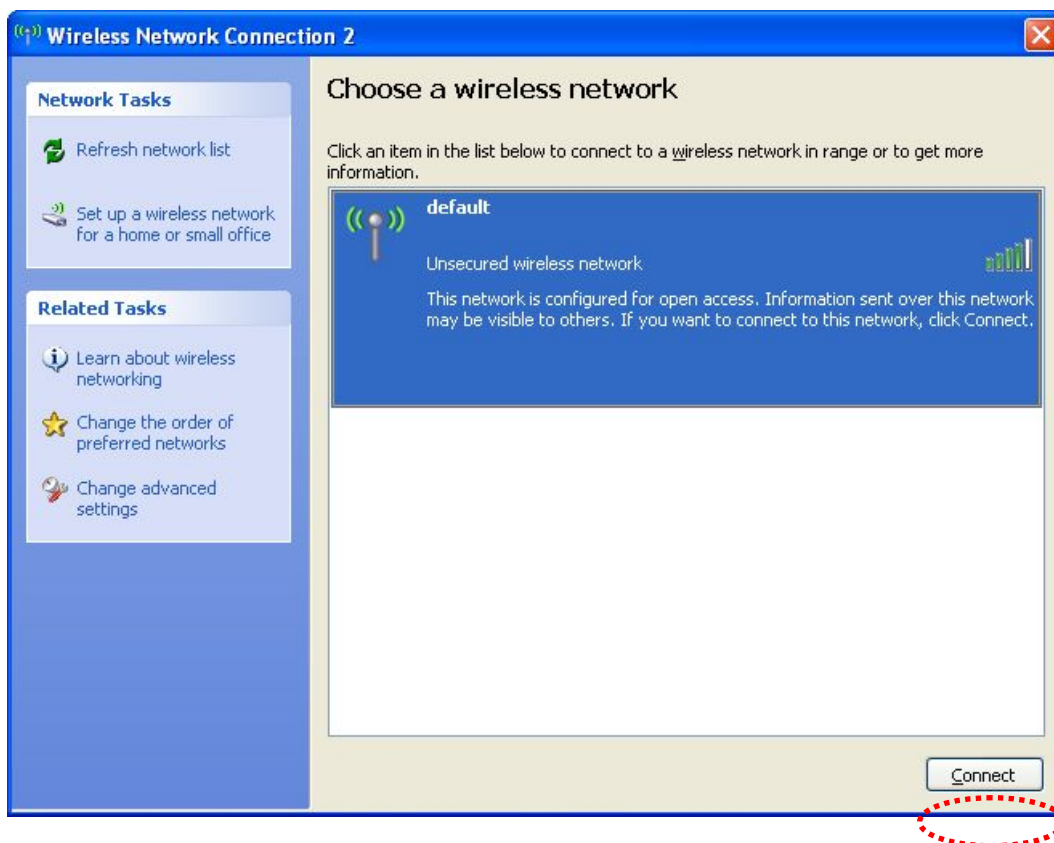 Wireless Network Connection 2
Network Tasks
Refresh network list
Set up a wireless network
for a home or small office
Related Tasks
Learn about wireless
networking
Change the order of
preferred networks
Change advanced
settings
Choose a wireless network
Click an item in the list below to connect to a wireless network in range or to get more
information.
default
Unsecured wireless network
This network is configured for open access. Information sent over this network
may be visible to others. If you want to connect to this network, click Connect.
Connect